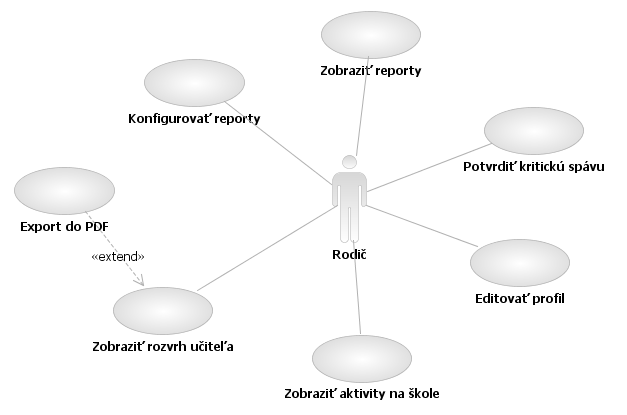 Zobraziť reporty
Konfigurovať reporty
Potvrdiť kritickú spávu
Export do PDF
Rodič
«extend»
Editovať profil
Zobraziť rozvrh učiteľa
Zobraziť aktivity na škole